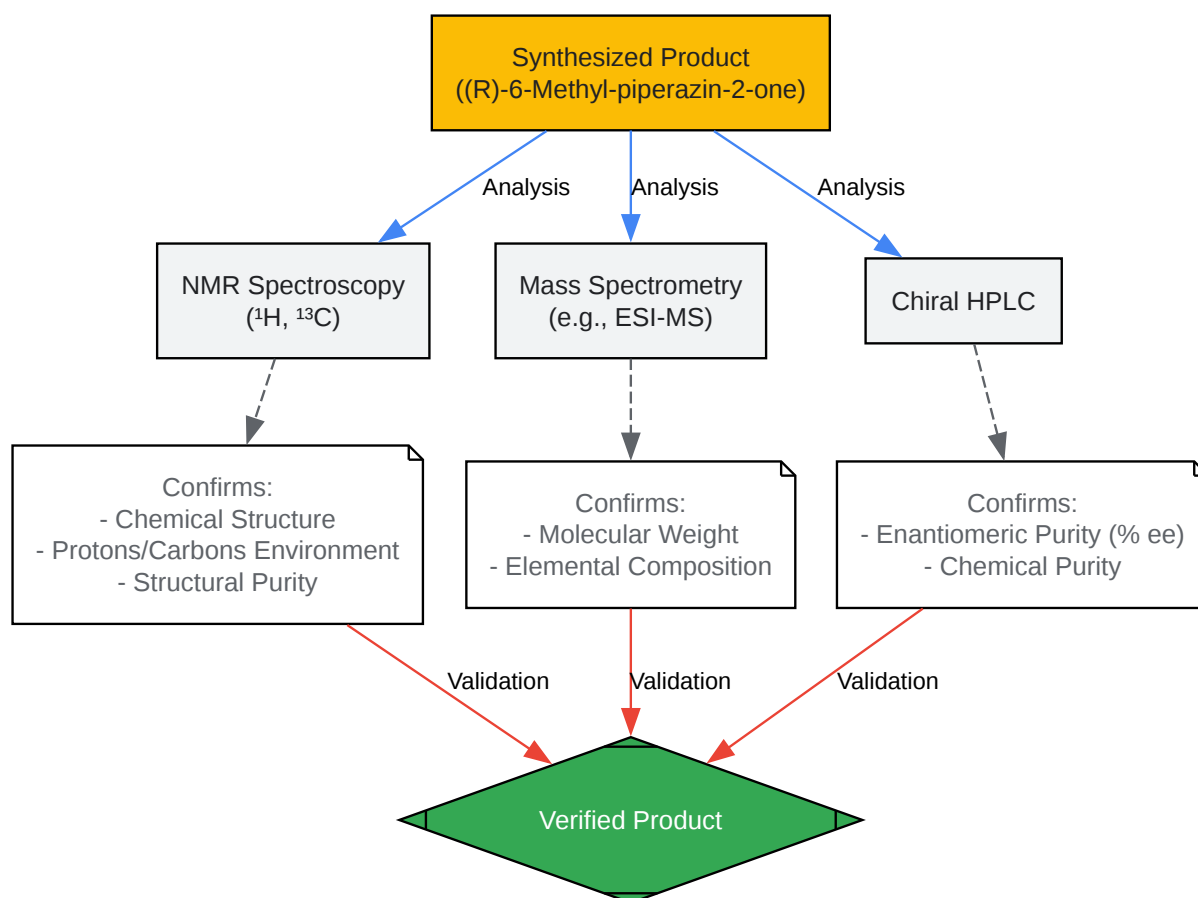 Synthesized Product
((R)-6-Methyl-piperazin-2-one)
Analysis
Analysis
Analysis
NMR Spectroscopy
(¹H, ¹³C)
Mass Spectrometry
(e.g., ESI-MS)
Chiral HPLC
Confirms:
- Chemical Structure
- Protons/Carbons Environment
- Structural Purity
Confirms:
- Molecular Weight
- Elemental Composition
Confirms:
- Enantiomeric Purity (% ee)
- Chemical Purity
Validation
Validation
Validation
Verified Product